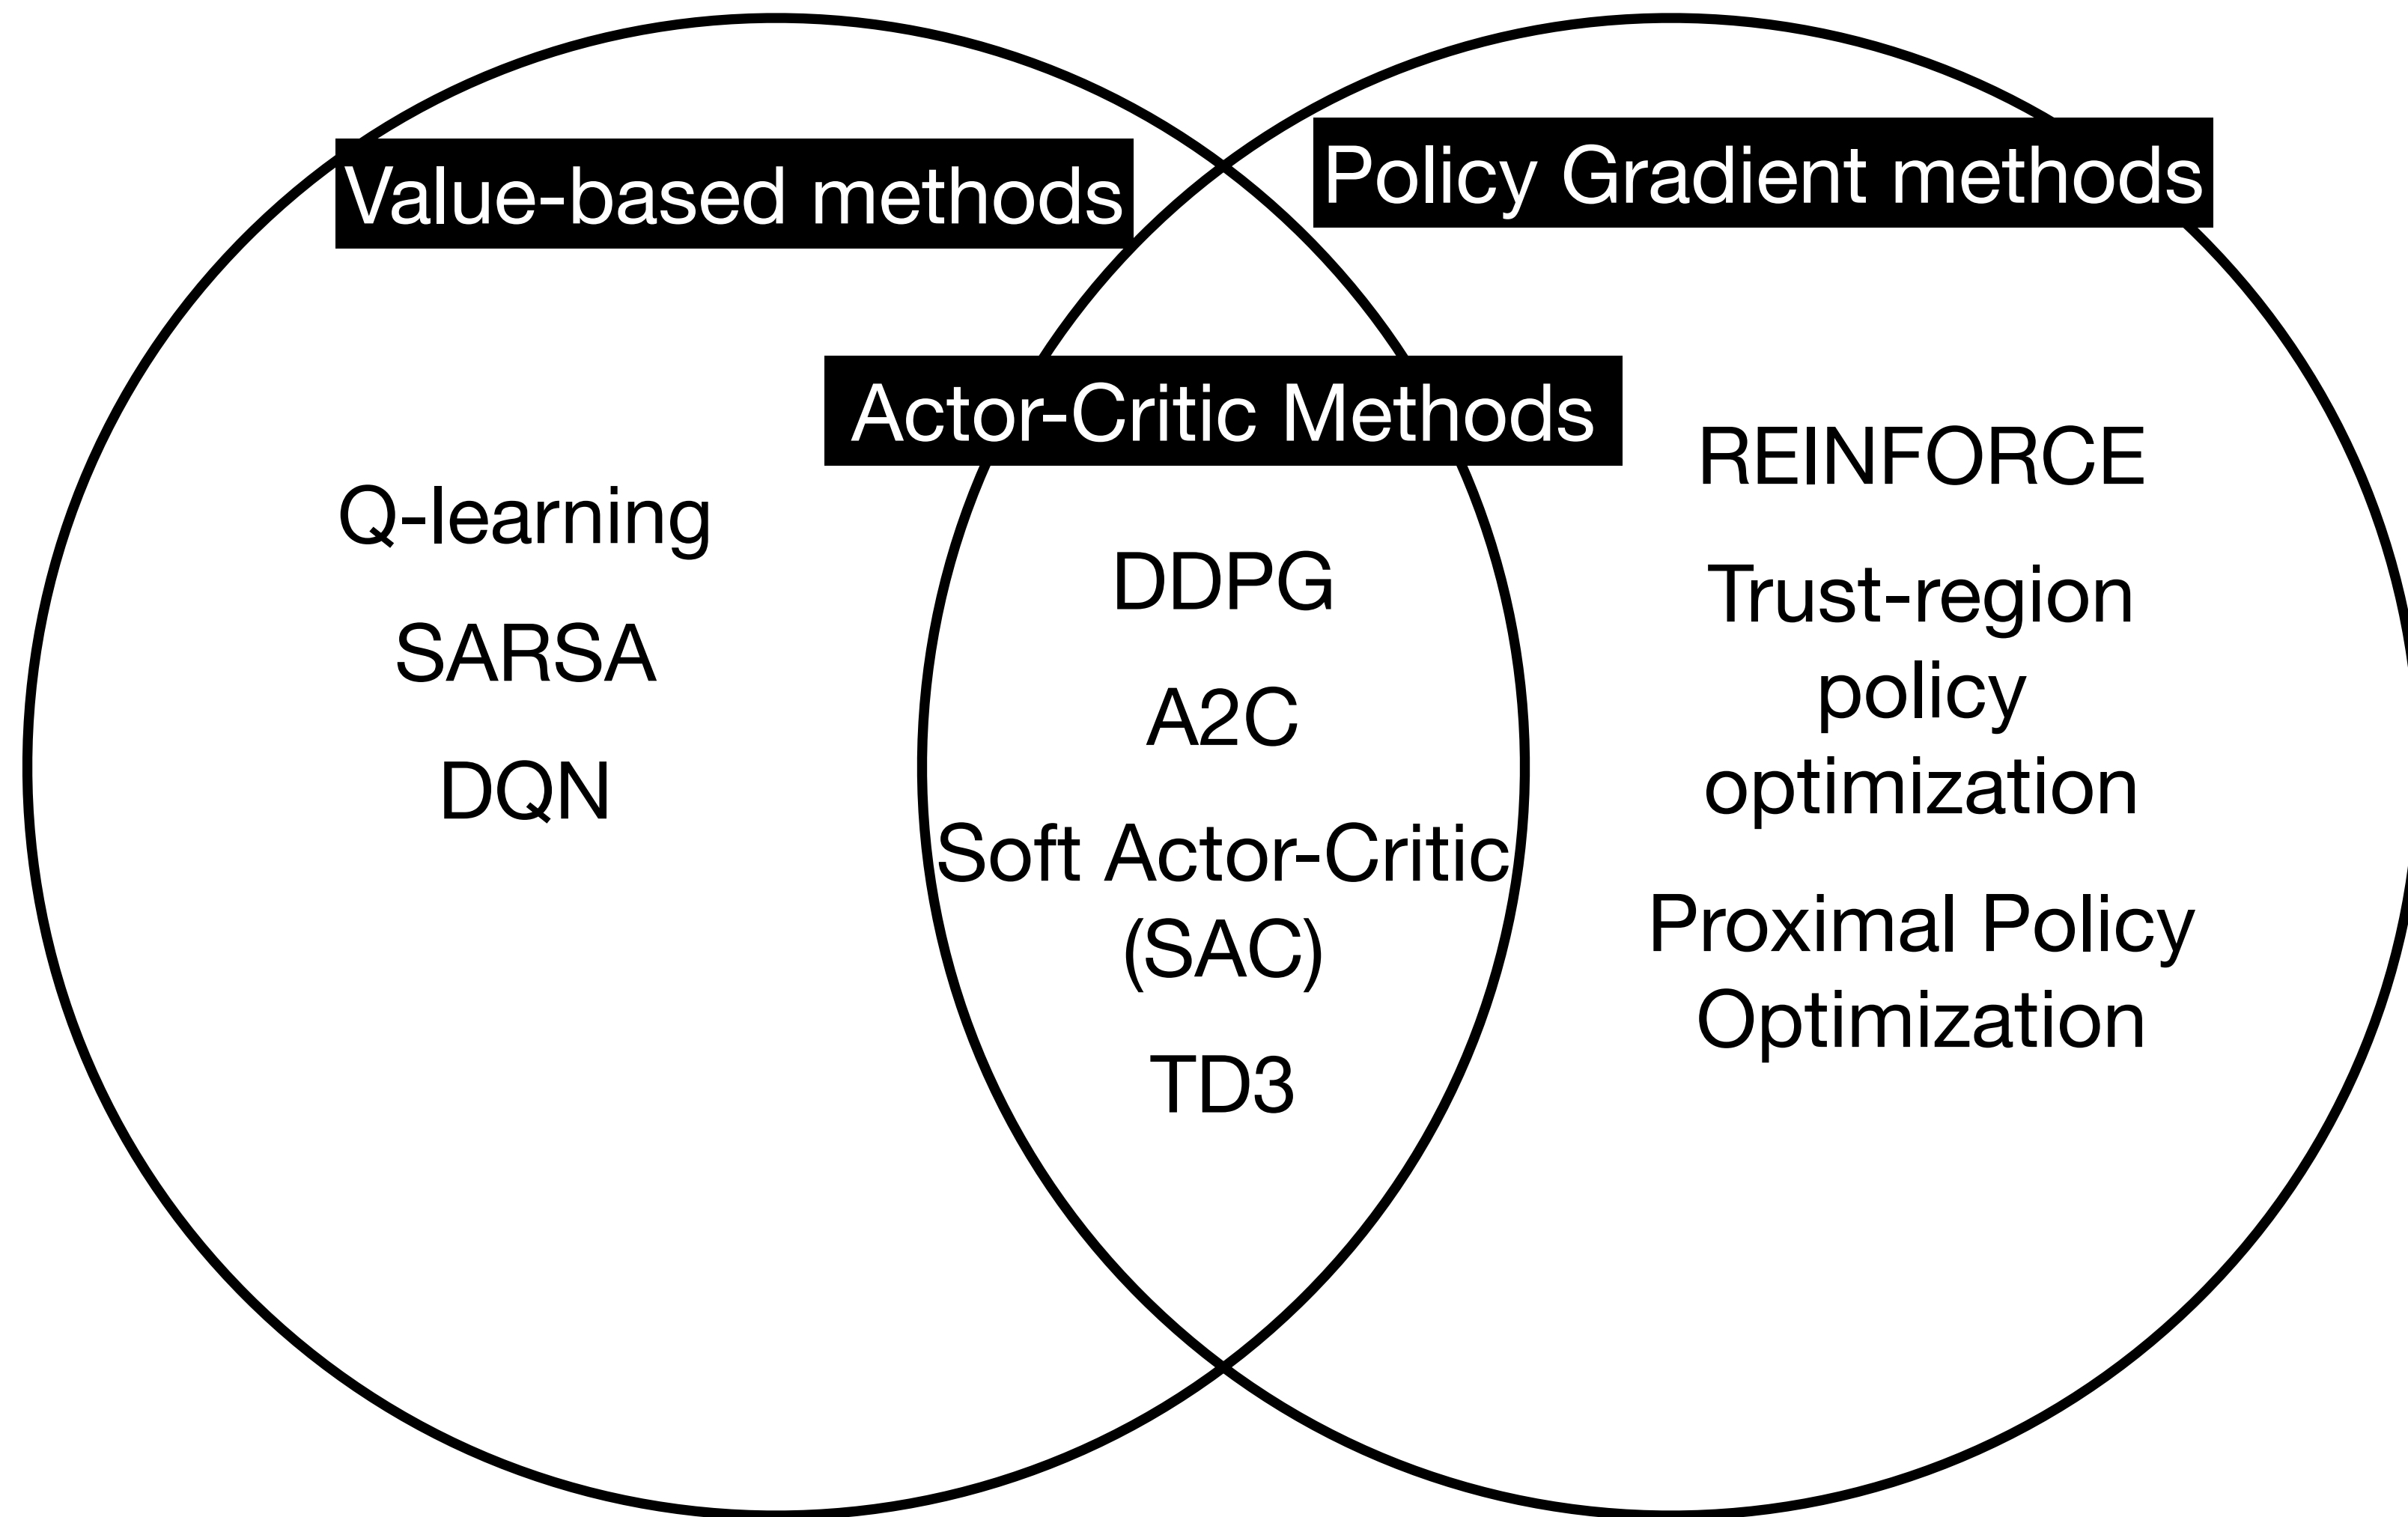 Value-based methods
Policy Gradient methods
Actor-Critic Methods
Q-learning
SARSA
DQN
DDPG
A2C
Soft Actor-Critic
(SAC)
TD3
REINFORCE
Trust-region
policy
optimization
Proximal Policy
Optimization